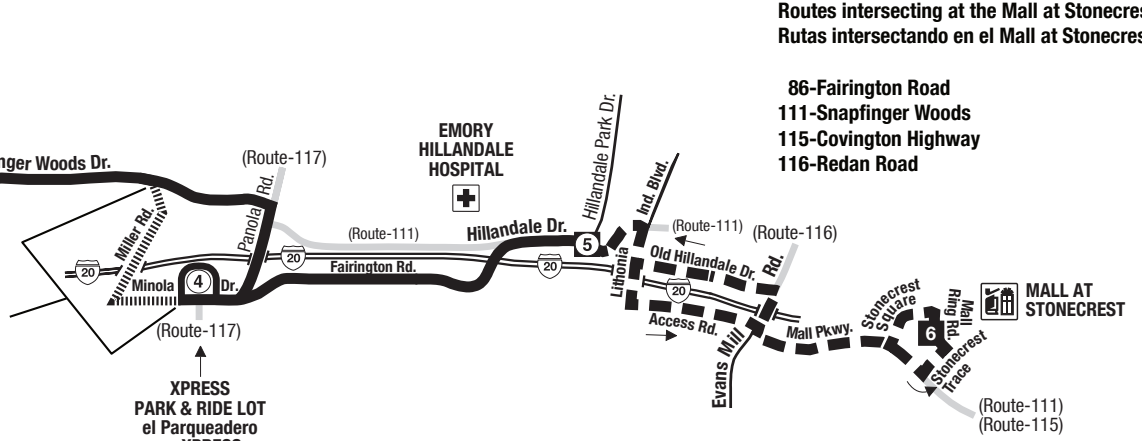 Routes intersecting at the Mall at
Rutas intersectando en el Mall at
86-Fairington Road
111-Snapfinger Woods
115-Covington Highway
116-Redan Road
Woods Dr.
(Route-117)
EMORY
HILLANDALE
HOSPITAL
Hillandale Park Dr.
Ind. Blvd.
Miller Rd.
Panola Rd.
(Route-111)
Hillandale Dr.
5
(Route-111)
(Route-116)
Old Hillandale Dr.
Rd.
20
20
20
20
Fairington Rd.
Lithonia
Minola
4
Dr.
(Route-117)
Access Rd.
Evans Mill
Mall Pkwy.
Stonecrest
Square
Mall
Ring Rd.
6
Stonecrest
Trace
MALL AT
STONECREST
XPRESS
PARK & RIDE LOT
el Parqueadero
XPRESS
(Route-111)
(Route-115)